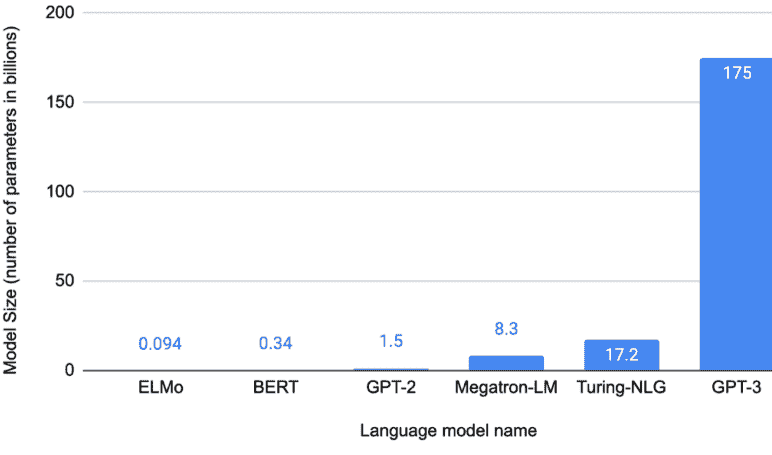 Model Size (number of parameters in billions)
200
150
100
50
0
0.094
0.34
1.5
8.3
17.2
175
ELMo
BERT
GPT-2
Megatron-LM
Turing-NLG
GPT-3
Language model name